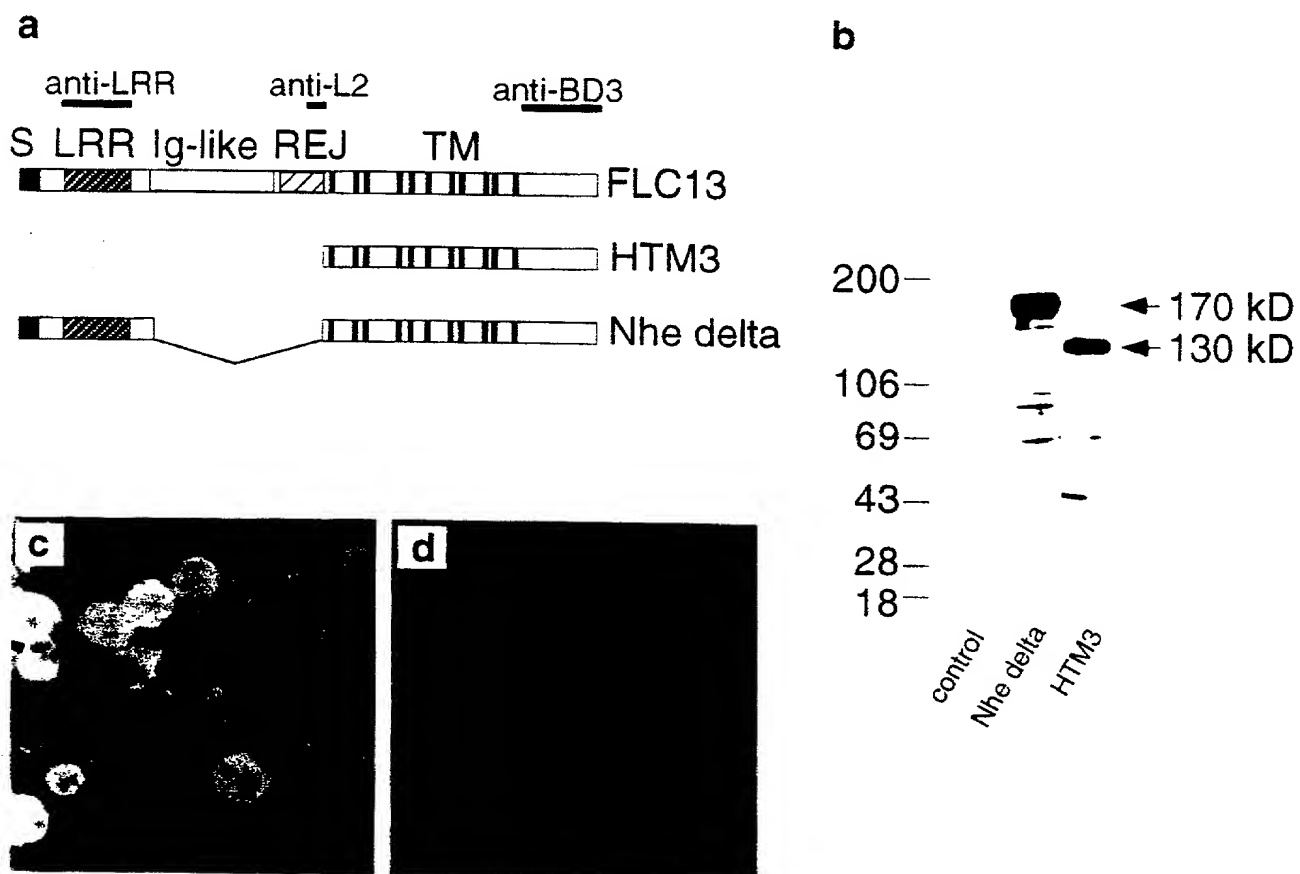 a
anti-LRR anti-L2 anti-BD3
S LRR Ig-like REJ TM
FLC13
HTM3
Nhe delta
b
200
170 kD
130 kD
106
69
43
28
18
control
Nhe delta
HTM3
c
d